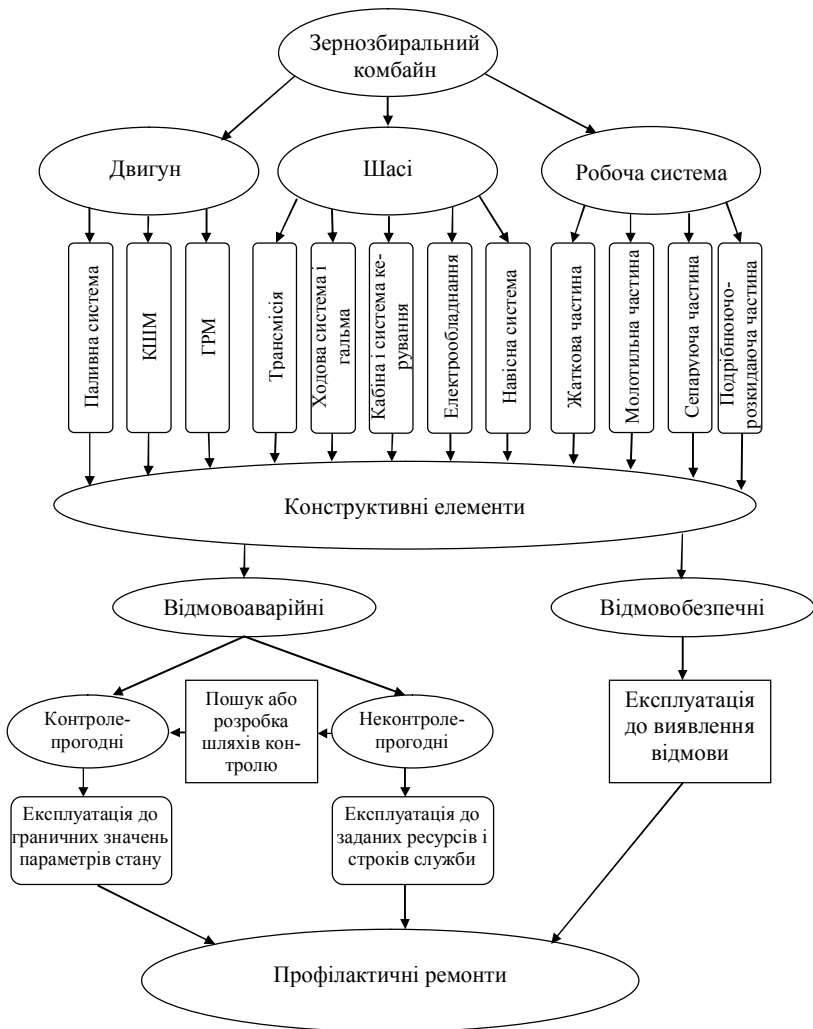 Зернозбиральний
комбайн
Двигун
Шасі
Робоча система
Паливна система
КШМ
ГРМ
Трансмісія
Ходова система і
гальма
Кабіна і система ке-
рування
Електрообладнання
Навісна система
Жаткова частина
Молотильна частина
Сепаруюча частина
Подрібнюючо-
розкидаюча частина
Конструктивні елементи
Відмовоаварійні
Відмовобезпечні
Контроле-
прогодні
Пошук або
розробка
шляхів кон-
тролю
Неконтроле-
прогодні
Експлуатація
до виявлення
відмови
Експлуатація до
граничних значень
параметрів стану
Експлуатація до
заданих ресурсів і
строків служби
Профілактичні ремонти